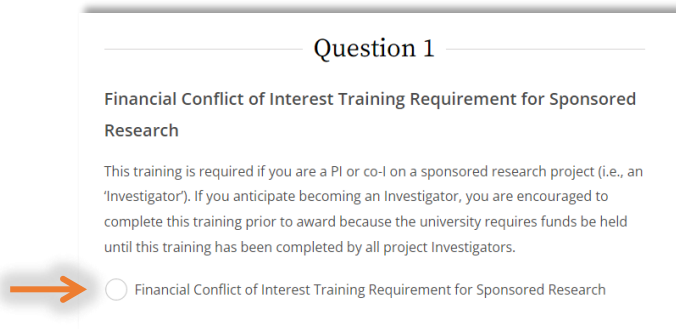 Question 1
Financial Conflict of Interest Training Requirement for Sponsored
Research
This training is required if you are a PI or co-I on a sponsored research project (i.e., an
'Investigator'). If you anticipate becoming an Investigator, you are encouraged to
complete this training prior to award because the university requires funds be held
until this training has been completed by all project Investigators.
Financial Conflict of Interest Training Requirement for Sponsored Research